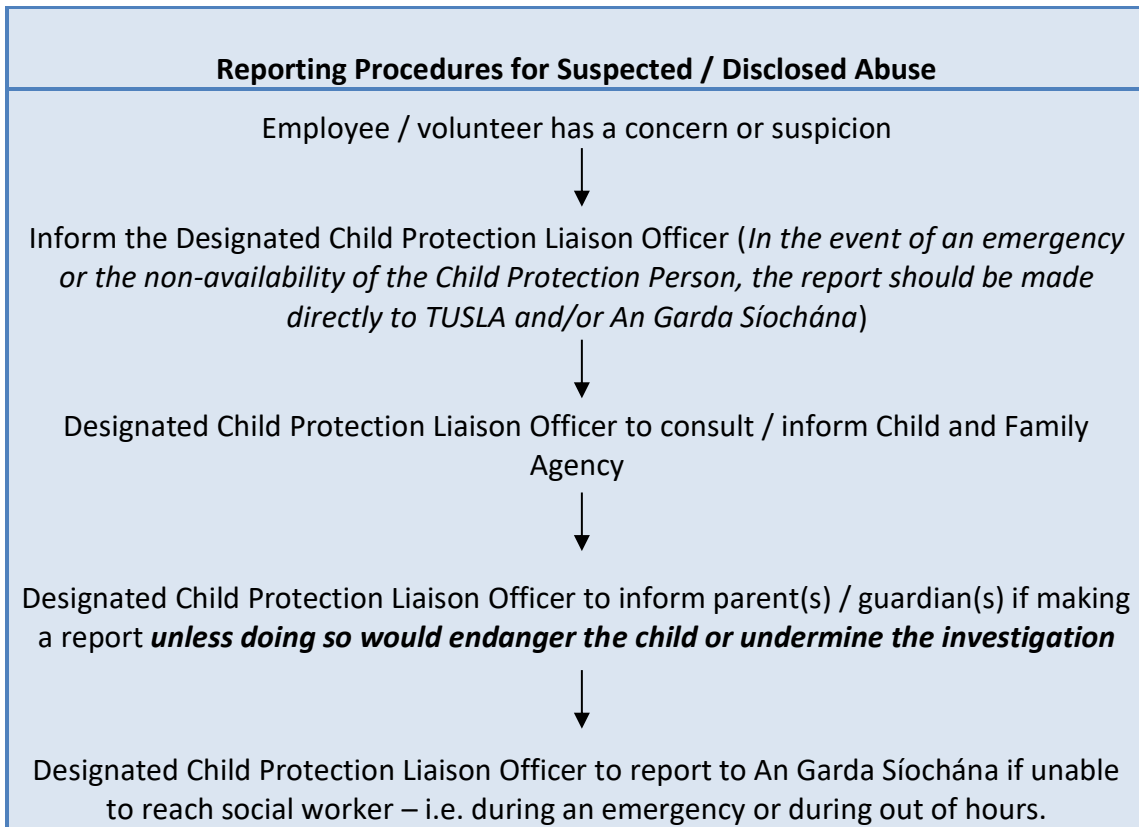 Reporting Procedures for Suspected / Disclosed Abuse
Employee / volunteer has a concern or suspicion
Inform the Designated Child Protection Liaison Officer (In the event of an emergency
or the non-availability of the Child Protection Person, the report should be made
directly to TUSLA and/or An Garda Síochána)
Designated Child Protection Liaison Officer to consult / inform Child and Family
Agency
Designated Child Protection Liaison Officer to inform parent(s) / guardian(s) if making
a report unless doing so would endanger the child or undermine the investigation
Designated Child Protection Liaison Officer to report to An Garda Síochána if unable
to reach social worker – i.e. during an emergency or during out of hours.